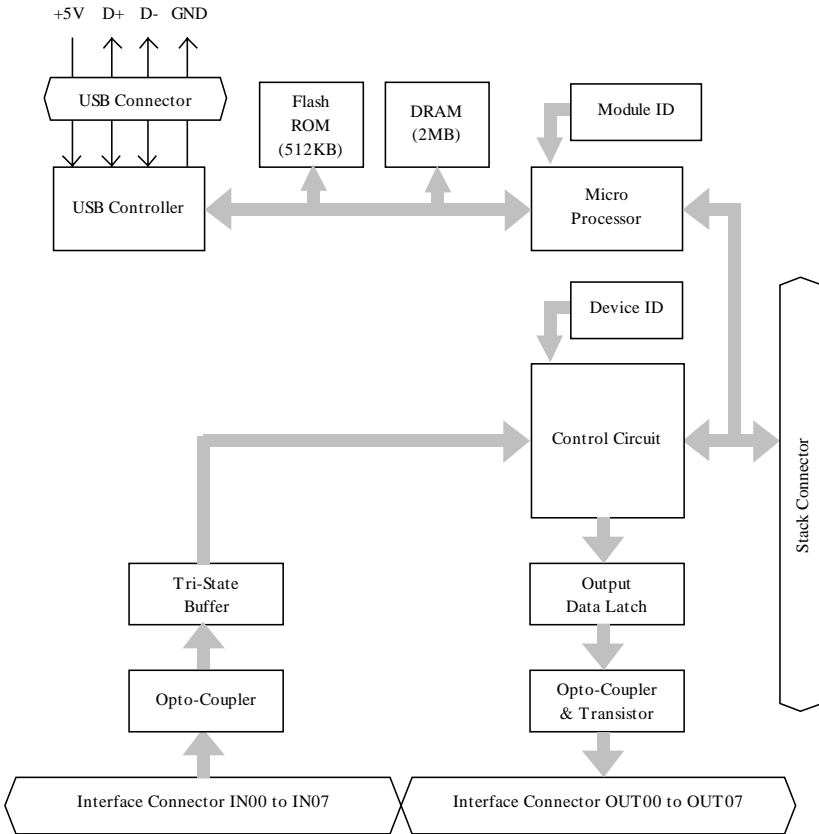 +5V D+ D- GND
USB Connector
Flash
ROM
(512KB)
DRAM
(2MB)
Module ID
USB Controller
Micro
Processor
Device ID
Control Circuit
Stack Connector
Tri-State
Buffer
Output
Data Latch
Opto-Coupler
Opto-Coupler
& Transistor
Interface Connector IN00 to IN07
Interface Connector OUT00 to OUT07